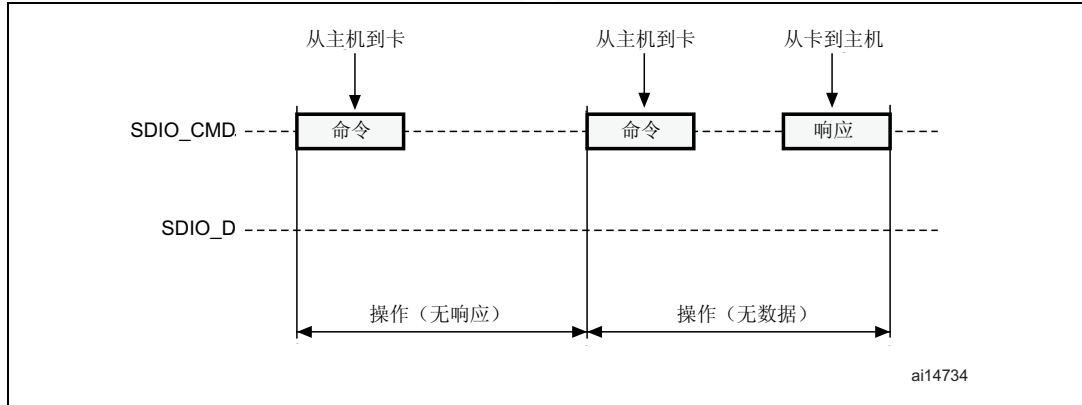 从主机到卡 从主机到卡 从卡到主机
SDIO_CMD 命令 命令 响应
SDIO_D
操作（无响应） 操作（无数据）
ai14734